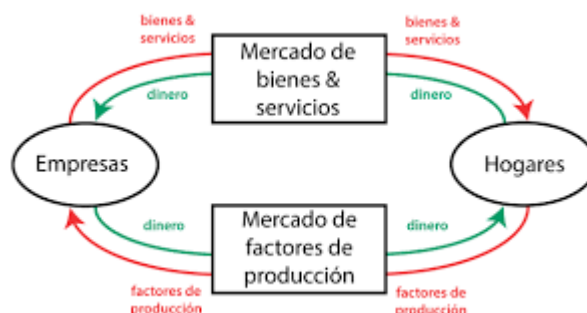 bienes &
servicios
bienes &
servicios
Mercado de
bienes &
servicios
dinero
dinero
Empresas
Hogares
dinero
dinero
Mercado de
factores de
producción
factores de
producción
factores de
producción